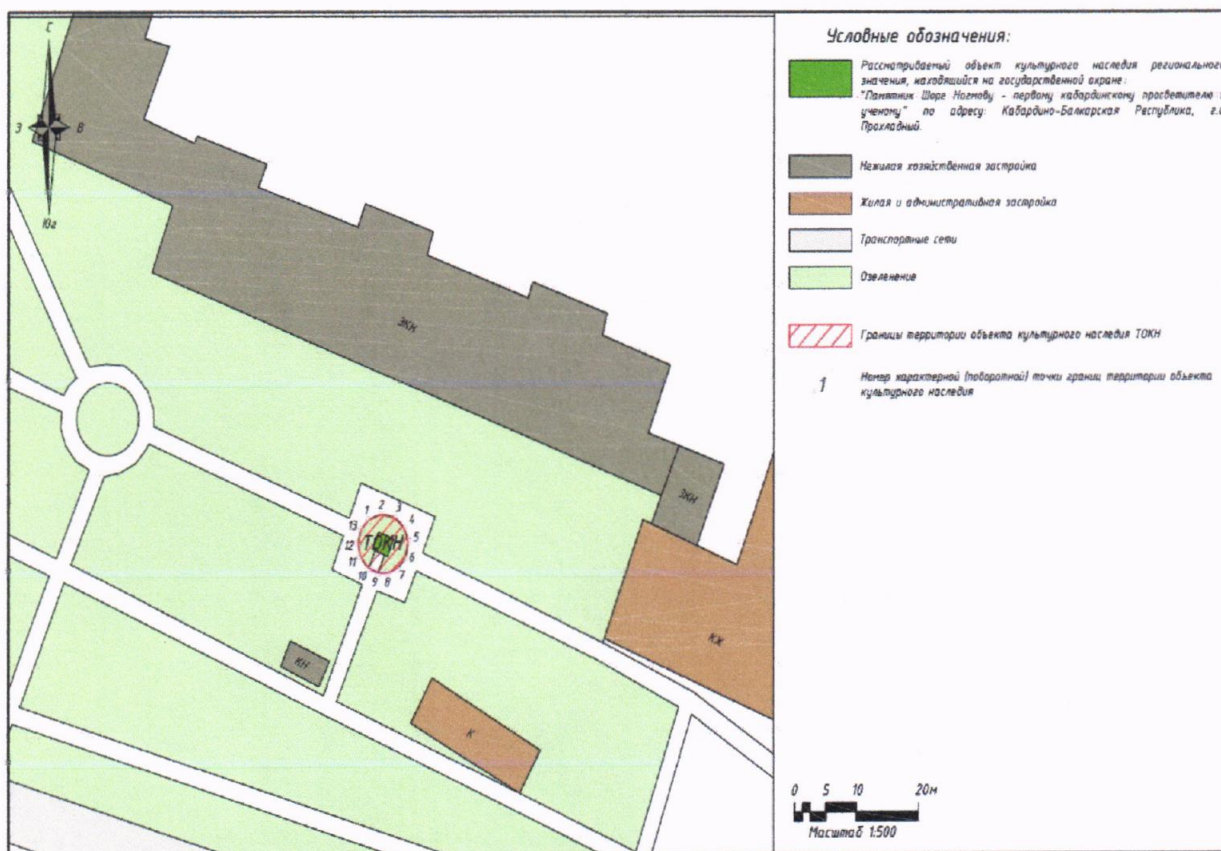 С
З
В
Юг
Условные обозначения:
Рассматриваемый объект культурного наследия регионального
значения, находящийся на государственной охране:
"Памятник Шоре Ногмову - первому кабардинскому просветителю
ученому" по адресу: Кабардино-Балкарская Республика,
Прохладный.
Нежилая хозяйственная застройка
Жилая и административная застройка
Транспортные сети
Озеленение
Границы территории объекта культурного наследия ТОКН
1
Номер характерной (поворотной) точки границ территории объекта
культурного наследия
3КН
3КН
КЖ
1
2
3
4
5
6
7
8
9
10
11
12
13
ТОКН
КН
К
0 5 10 20м
Масштаб 1:500